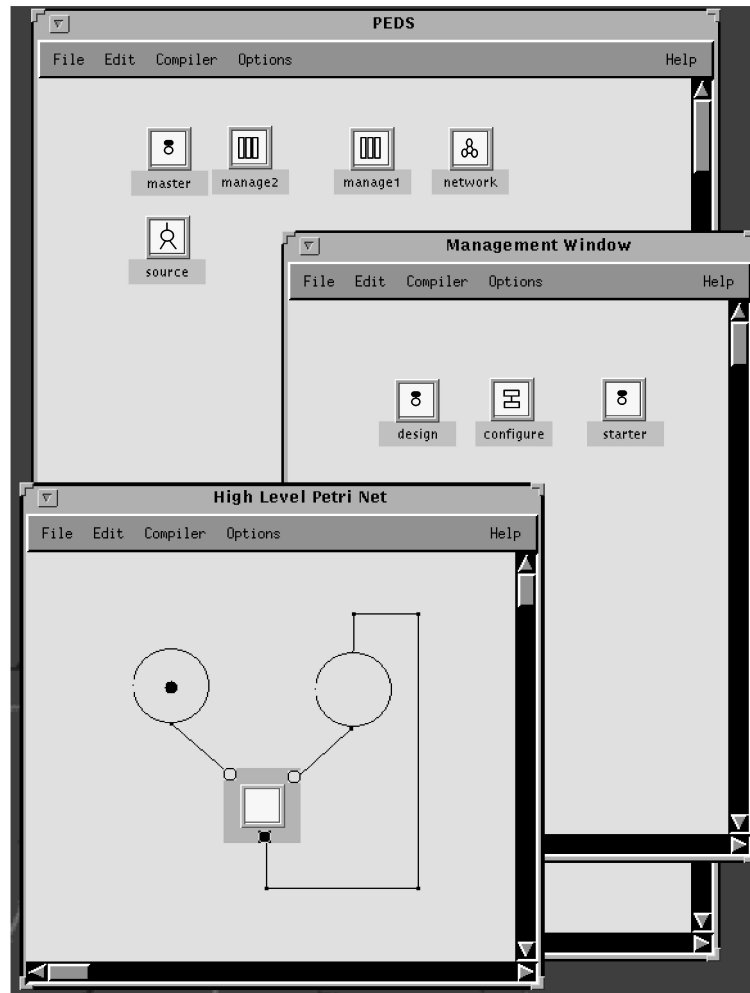 PEDS
File Edit Compiler Options Help
master manage2 manage1 network
source
Management Window
File Edit Compiler Options Help
design configure starter
High Level Petri Net
File Edit Compiler Options Help